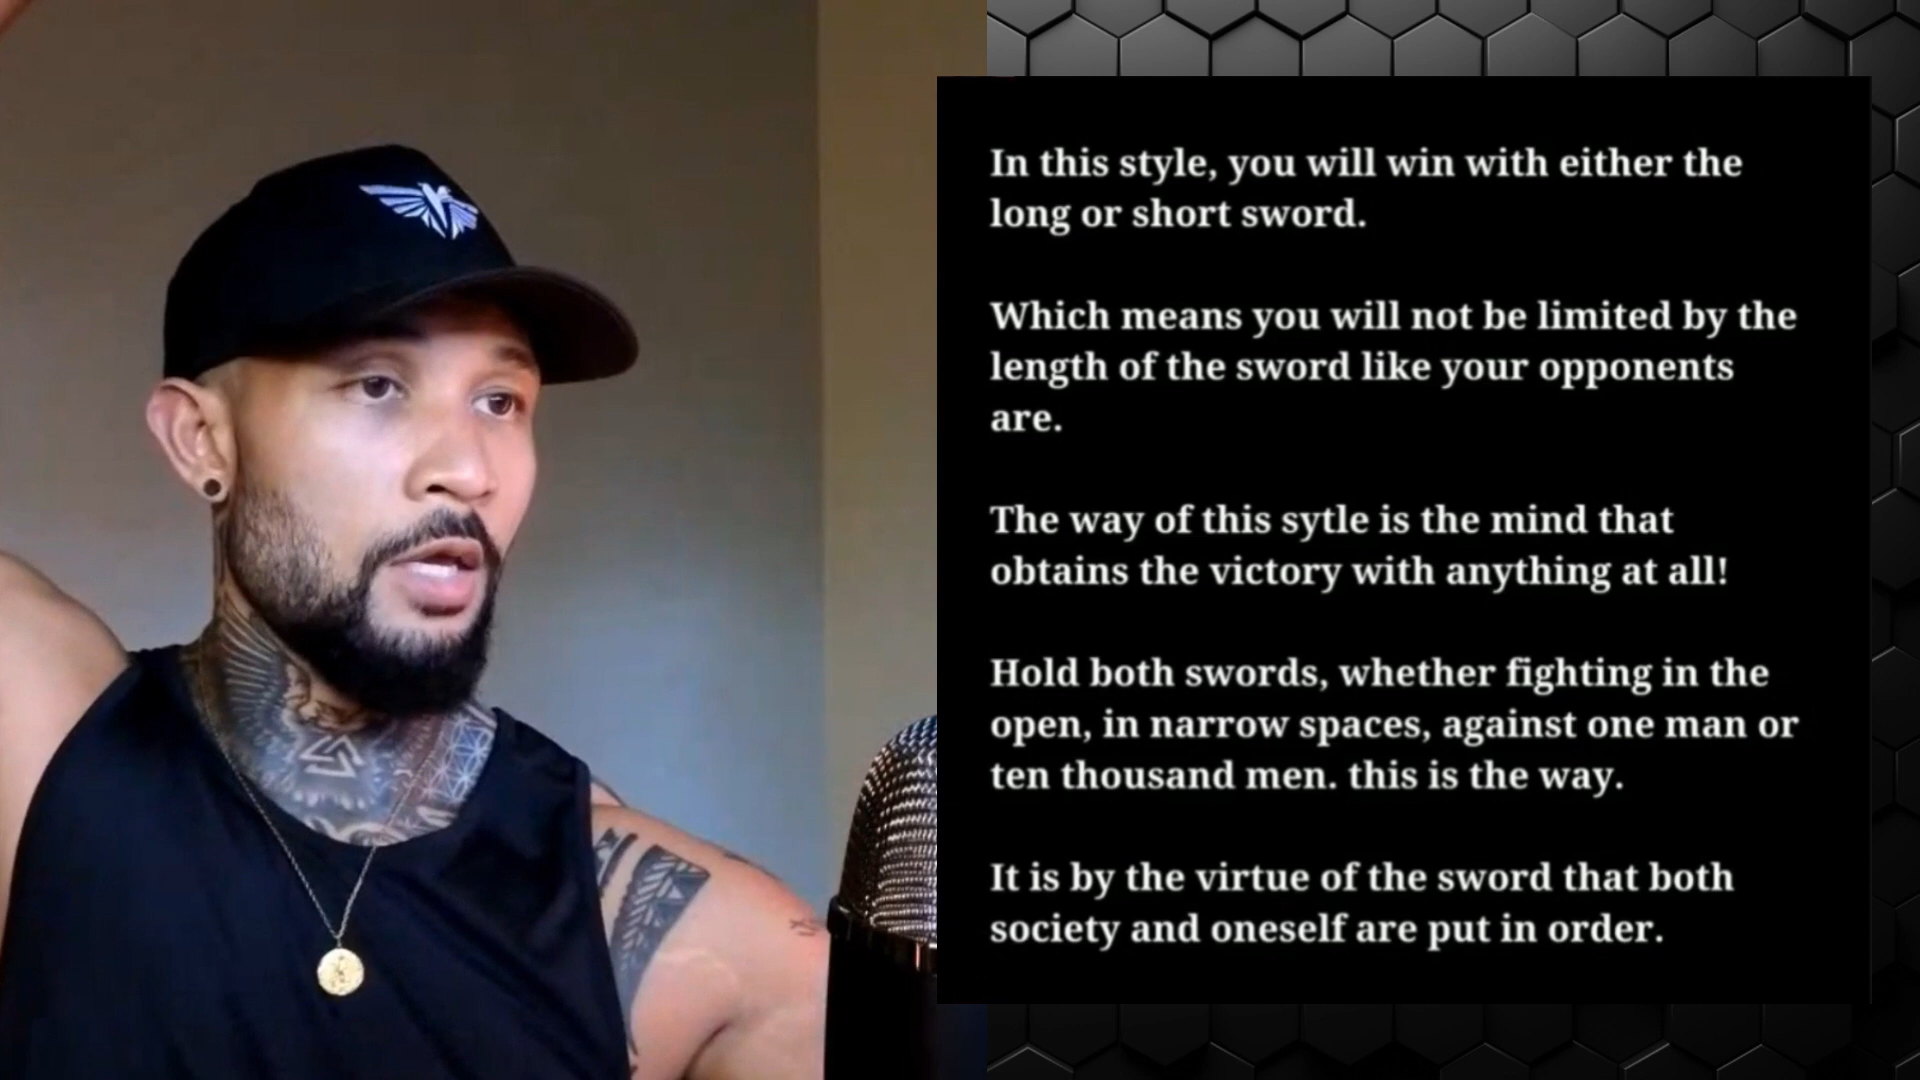 In this style, you will win with either the
long or short sword.
Which means you will not be limited by the
length of the sword like your opponents
are.
The way of this sytle is the mind that
obtains the victory with anything at all!
Hold both swords, whether fighting in the
open, in narrow spaces, against one man or
ten thousand men. this is the way.
It is by the virtue of the sword that both
society and oneself are put in order.